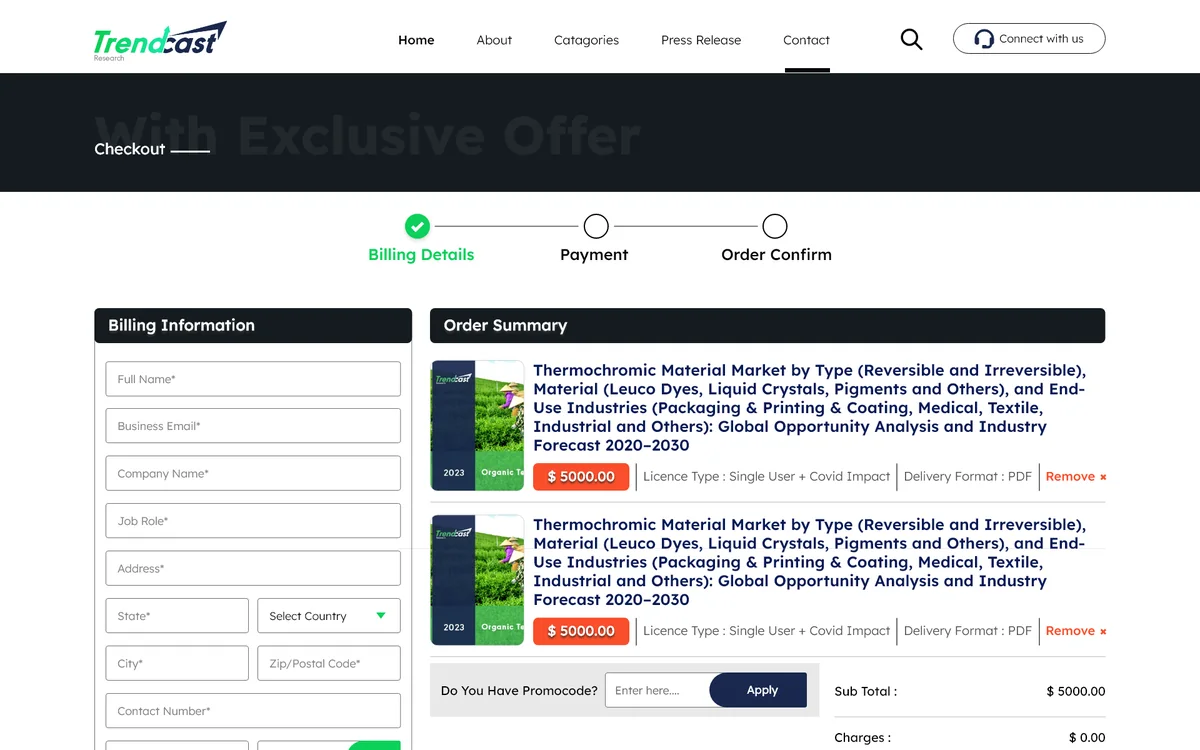 Trendcast
Research
Home
About
Catagories
Press Release
Contact
Connect with us
With Exclusive Offer
Checkout
Billing Details
Payment
Order Confirm
Billing Information
Full Name*
Business Email*
Company Name*
Job Role*
Address*
State*
Select Country
City*
Zip/Postal Code*
Contact Number*
Order Summary
Trendcast
2023
Organic Te
Thermochromic Material Market by Type (Reversible and Irreversible),
Material (Leuco Dyes, Liquid Crystals, Pigments and Others), and End-
Use Industries (Packaging & Printing & Coating, Medical, Textile,
Industrial and Others): Global Opportunity Analysis and Industry
Forecast 2020–2030
$ 5000.00
Licence Type : Single User + Covid Impact
Delivery Format : PDF
Remove ×
Trendcast
2023
Organic Te
Thermochromic Material Market by Type (Reversible and Irreversible),
Material (Leuco Dyes, Liquid Crystals, Pigments and Others), and End-
Use Industries (Packaging & Printing & Coating, Medical, Textile,
Industrial and Others): Global Opportunity Analysis and Industry
Forecast 2020–2030
$ 5000.00
Licence Type : Single User + Covid Impact
Delivery Format : PDF
Remove ×
Do You Have Promocode?
Enter here....
Apply
Sub Total :
$ 5000.00
Charges :
$ 0.00